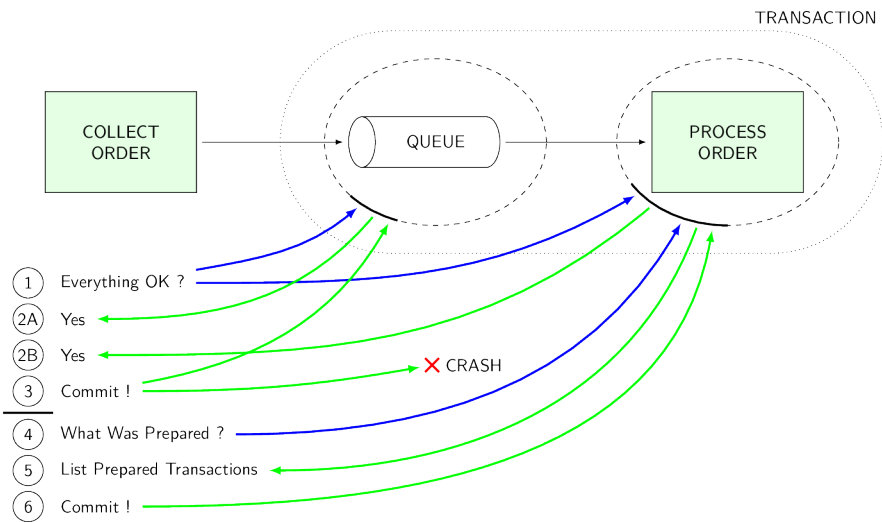 TRANSACTION
COLLECT
ORDER
QUEUE
PROCESS
ORDER
1 Everything OK ?
2A Yes
2B Yes
CRASH
3 Commit !
4 What Was Prepared ?
5 List Prepared Transactions
6 Commit !